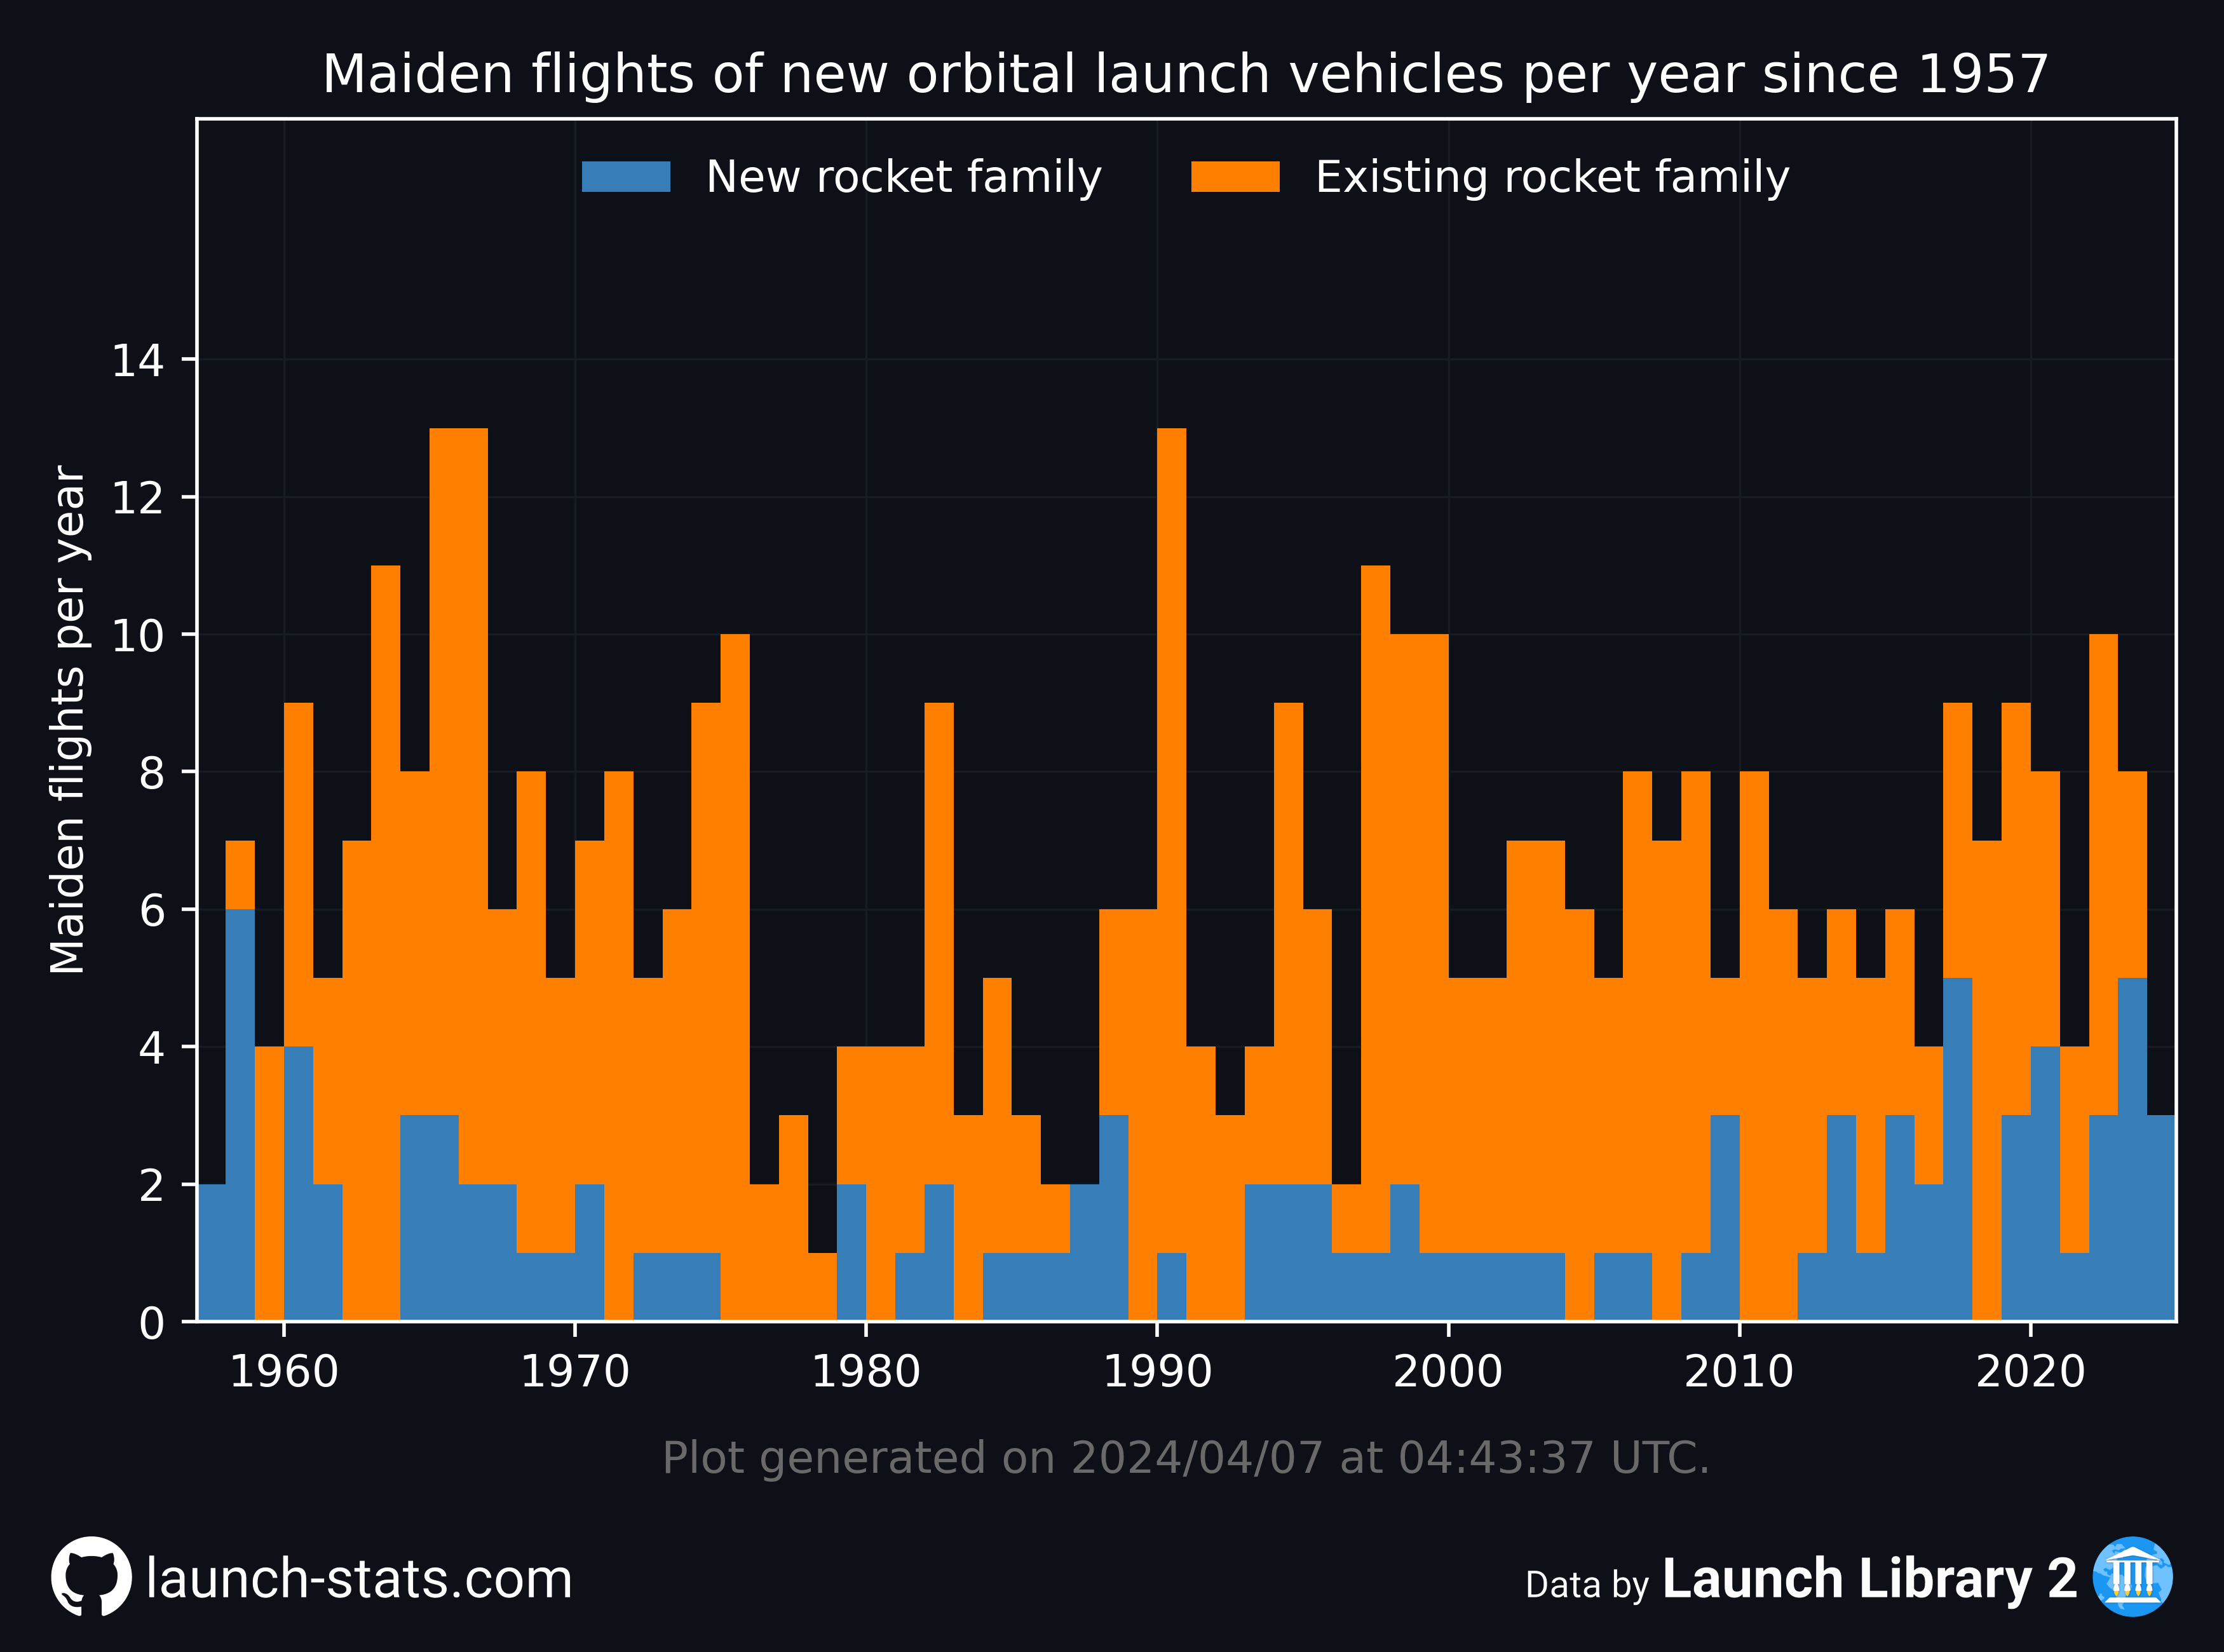 Maiden flights of new orbital launch vehicles per year since 1957
New rocket family
Existing rocket family
Maiden flights per year
14
12
10
8
6
4
2
0
1960 1970 1980 1990 2000 2010 2020
Plot generated on 2024/04/07 at 04:43:37 UTC.
launch-stats.com
Data by Launch Library 2